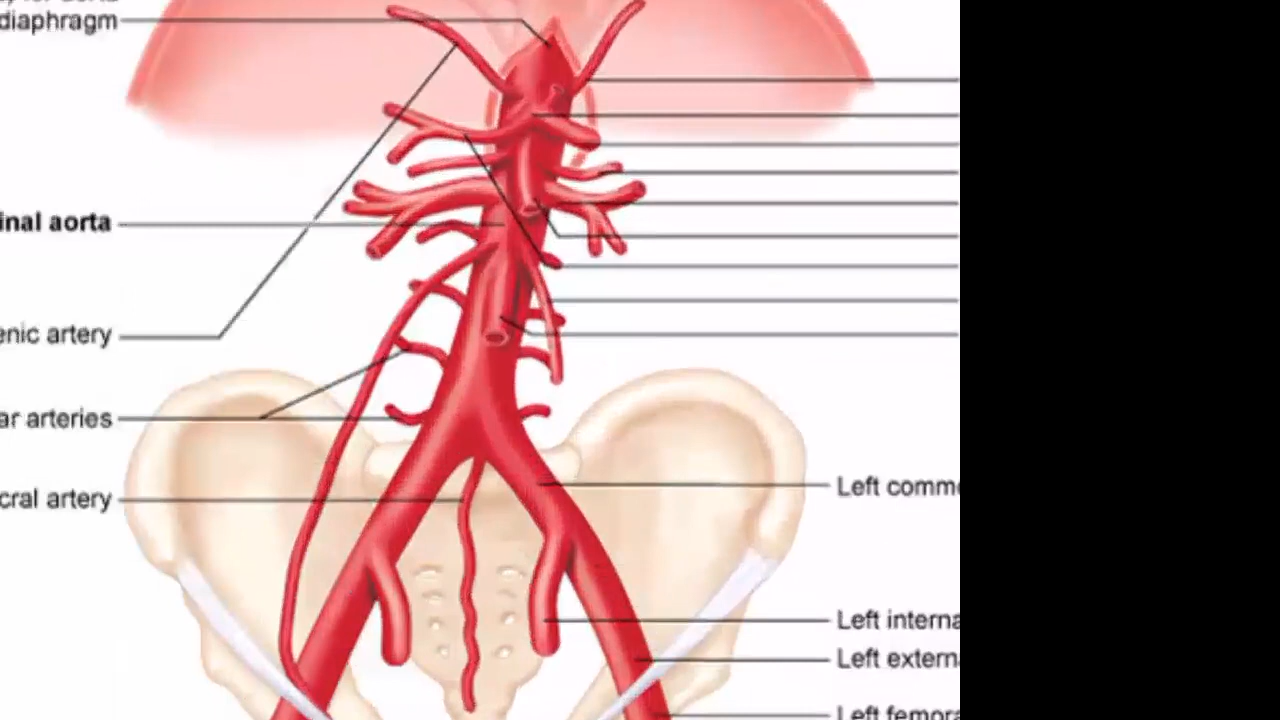 diaphragm
inal aorta
enic artery
ar arteries
cral artery
Left comm
Left interna
Left extern
Left femora